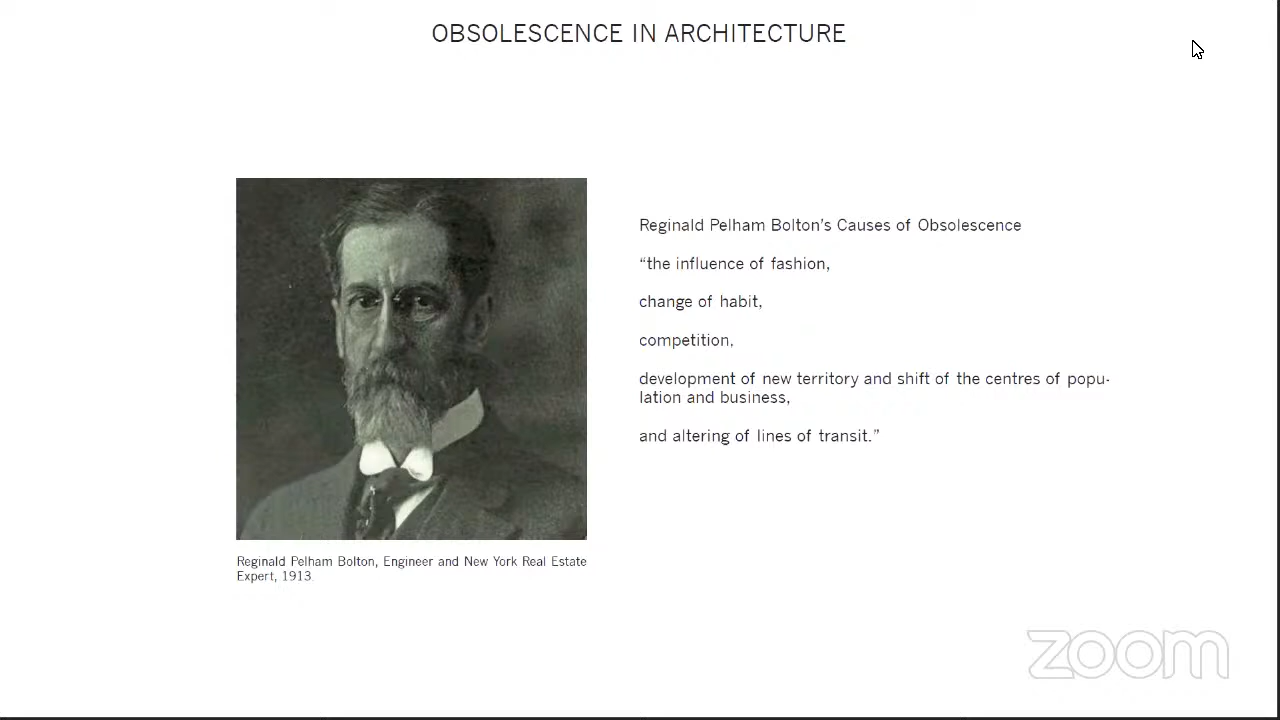 OBSOLESCENCE IN ARCHITECTURE
Reginald Pelham Bolton's Causes of Obsolescence
“the influence of fashion,
change of habit,
competition,
development of new territory and shift of the centres of popu-
lation and business,
and altering of lines of transit.”
Reginald Pelham Bolton, Engineer and New York Real Estate
Expert, 1913.
zoom